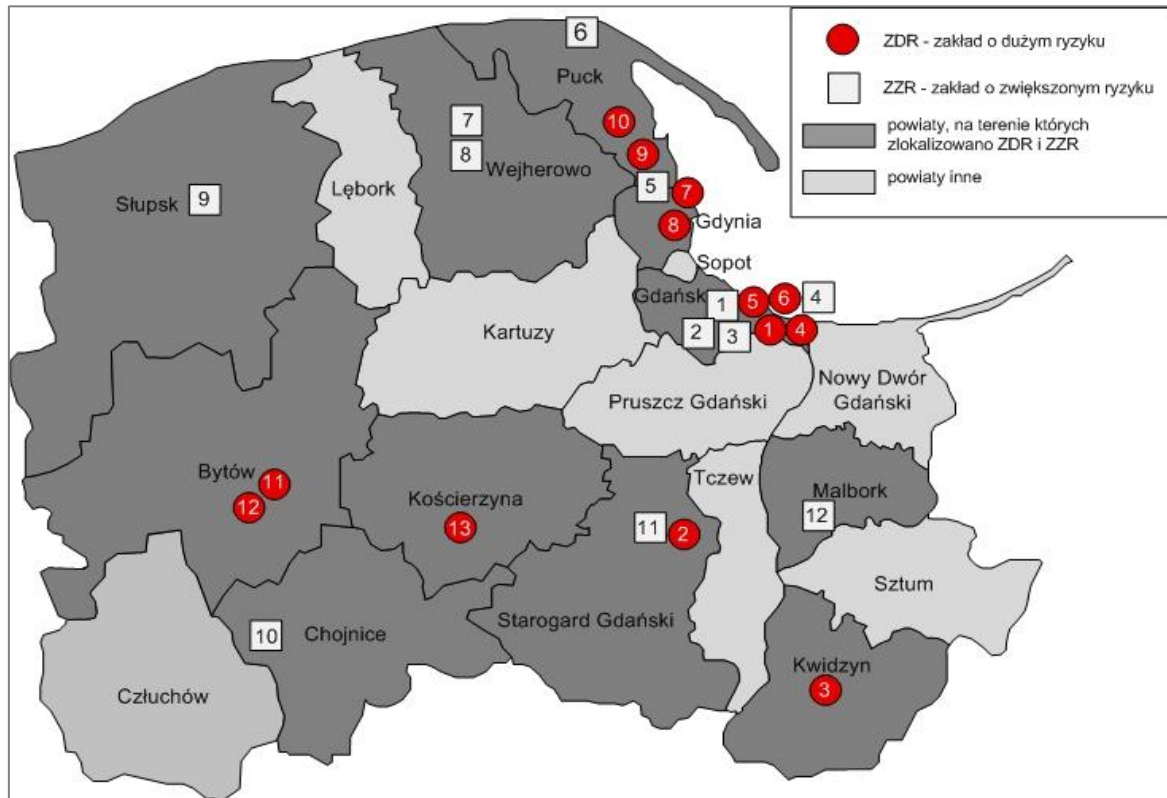 6
Puck
10
9
7
8
Wejherowo
Lębork
Słupsk
9
5
7
8
Gdynia
Sopot
Gdańsk
1
5
6
4
2
3
1
4
Kartuzy
Pruszcz Gdański
Nowy Dwór
Gdański
Bytów
11
12
Kościerzyna
13
Tczew
Malbork
12
11
2
Sztum
Starogard Gdański
10
Chojnice
Człuchów
Kwidzyn
3
ZDR - zakład o dużym ryzyku
ZZR - zakład o zwiększonym ryzyku
powiaty, na terenie których
zlokalizowano ZDR i ZZR
powiaty inne